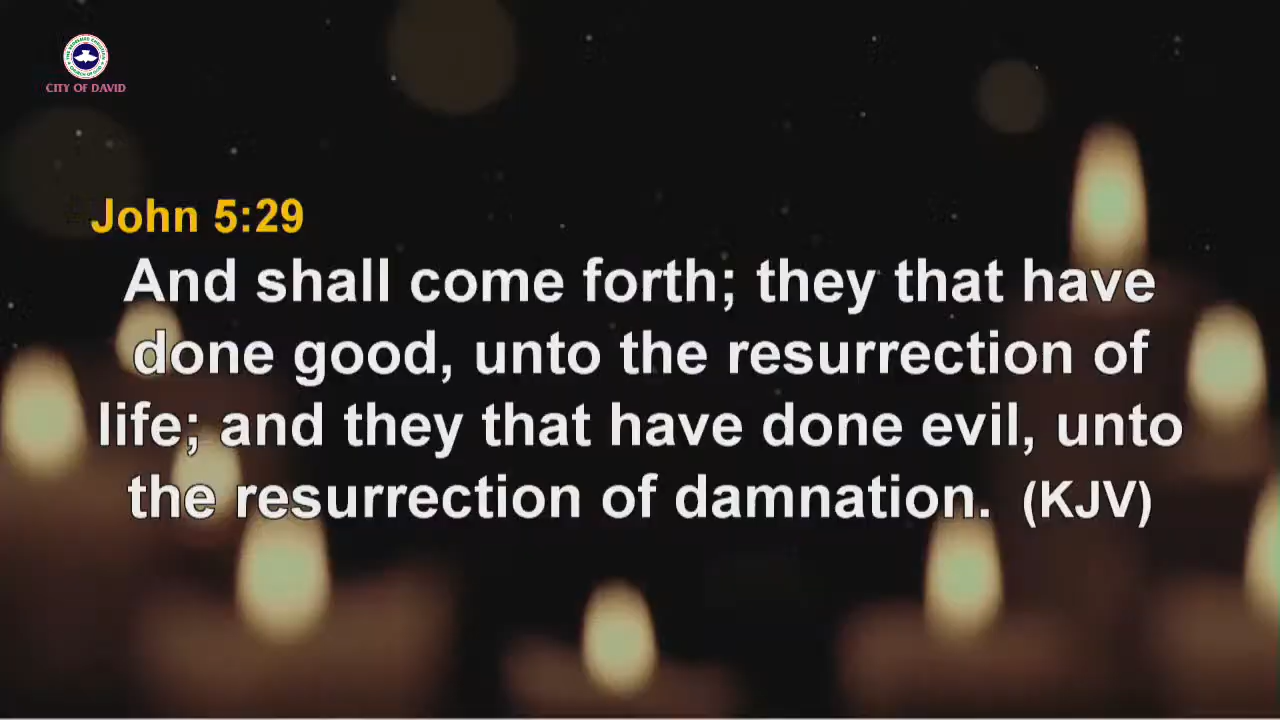 CITY OF DAVID
John 5:29
And shall come forth; they that have
done good, unto the resurrection of
life; and they that have done evil, unto
the resurrection of damnation. (KJV)